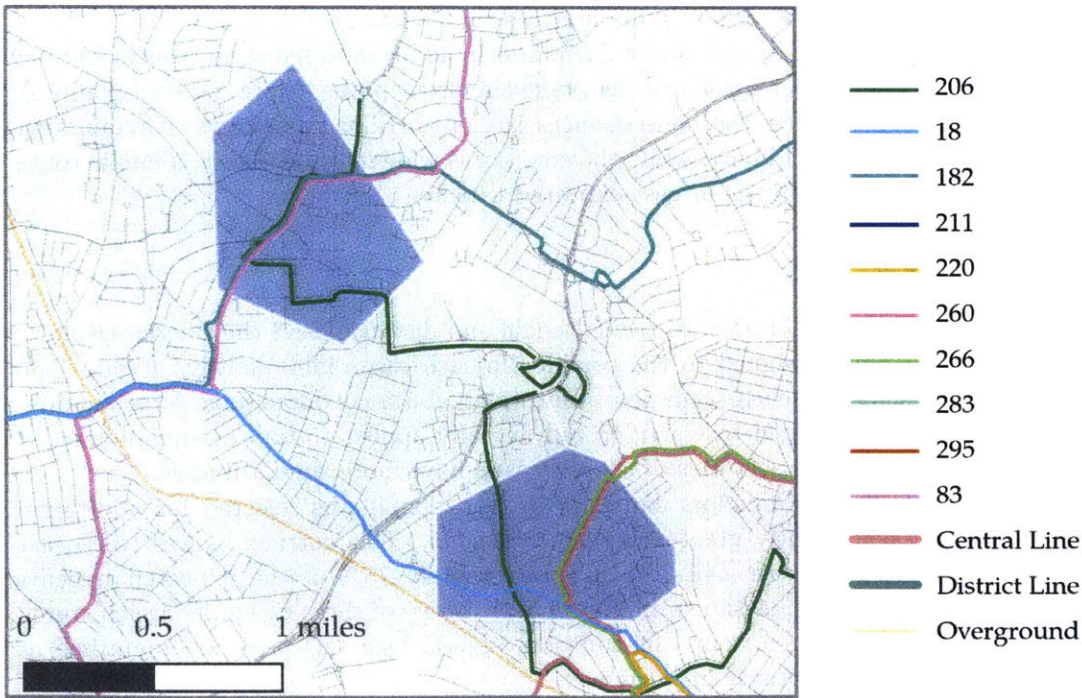 206
18
182
211
220
260
266
283
295
83
Central Line
District Line
Overground
0 0.5 1 miles